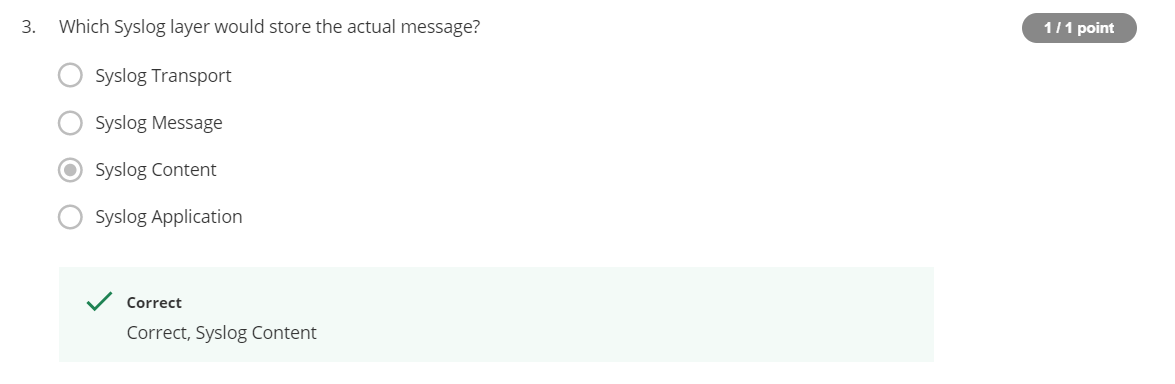 3. Which Syslog layer would store the actual message?
1 / 1 point
Syslog Transport
Syslog Message
Syslog Content
Syslog Application
Correct
Correct, Syslog Content